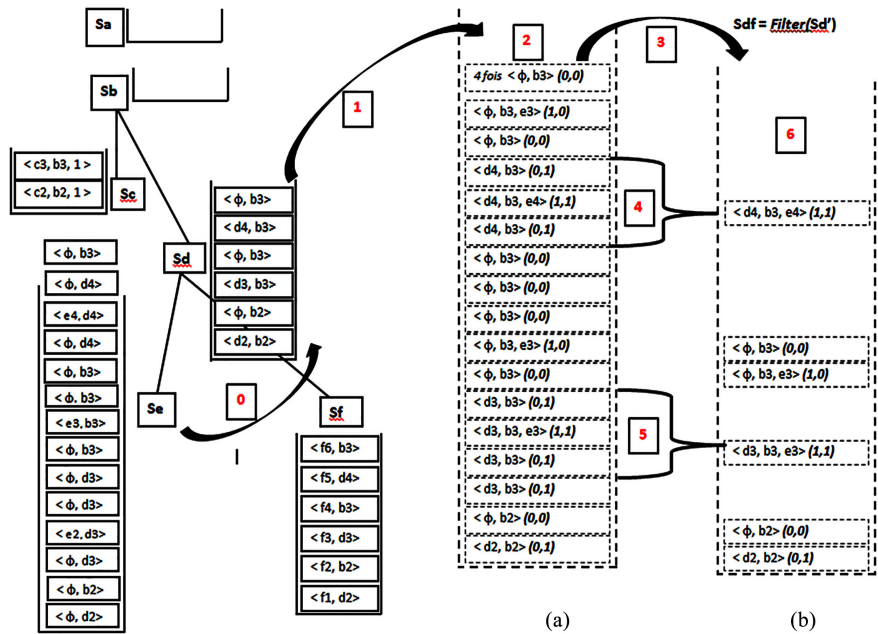 Sa
Sb
< c3, b3, 1 >
< c2, b2, 1 >
Sc
Sd
Se
Sf
< ϕ, b3>
< ϕ, d4>
< e4, d4>
< ϕ, d4>
< ϕ, b3>
< ϕ, b3>
< e3, b3>
< ϕ, b3>
< ϕ, d3>
< ϕ, d3>
< e2, d3>
< ϕ, d3>
< ϕ, b2>
< ϕ, d2>
0
< ϕ, b3>
< d4, b3>
< ϕ, b3>
< d3, b3>
< ϕ, b2>
< d2, b2>
< f6, b3>
< f5, d4>
< f4, b3>
< f3, d3>
< f2, b2>
< f1, d2>
1
2
4 fois < ϕ, b3> (0,0)
< ϕ, b3, e3> (1,0)
< ϕ, b3> (0,0)
< d4, b3> (0,1)
< d4, b3, e4> (1,1)
< d4, b3> (0,1)
< ϕ, b3> (0,0)
< ϕ, b3> (0,0)
< ϕ, b3> (0,0)
< ϕ, b3, e3> (1,0)
< ϕ, b3> (0,0)
< d3, b3> (0,1)
< d3, b3, e3> (1,1)
< d3, b3> (0,1)
< d3, b3> (0,1)
< ϕ, b2> (0,0)
< d2, b2> (0,1)
(a)
3
4
5
Sdf = Filter(Sd’)
6
< d4, b3, e4> (1,1)
< ϕ, b3> (0,0)
< ϕ, b3, e3> (1,0)
< d3, b3, e3> (1,1)
< ϕ, b2> (0,0)
< d2, b2> (0,1)
(b)